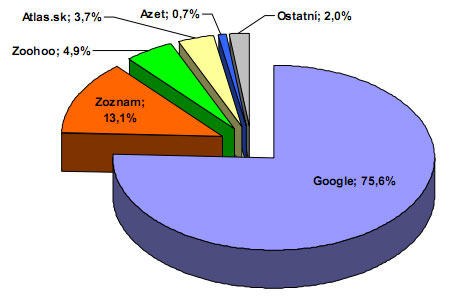 Atlas.sk; 3,7%
Azet; 0,7%
Ostatní; 2,0%
Zoohoo; 4,9%
Zoznam;
13,1%
Google; 75,6%